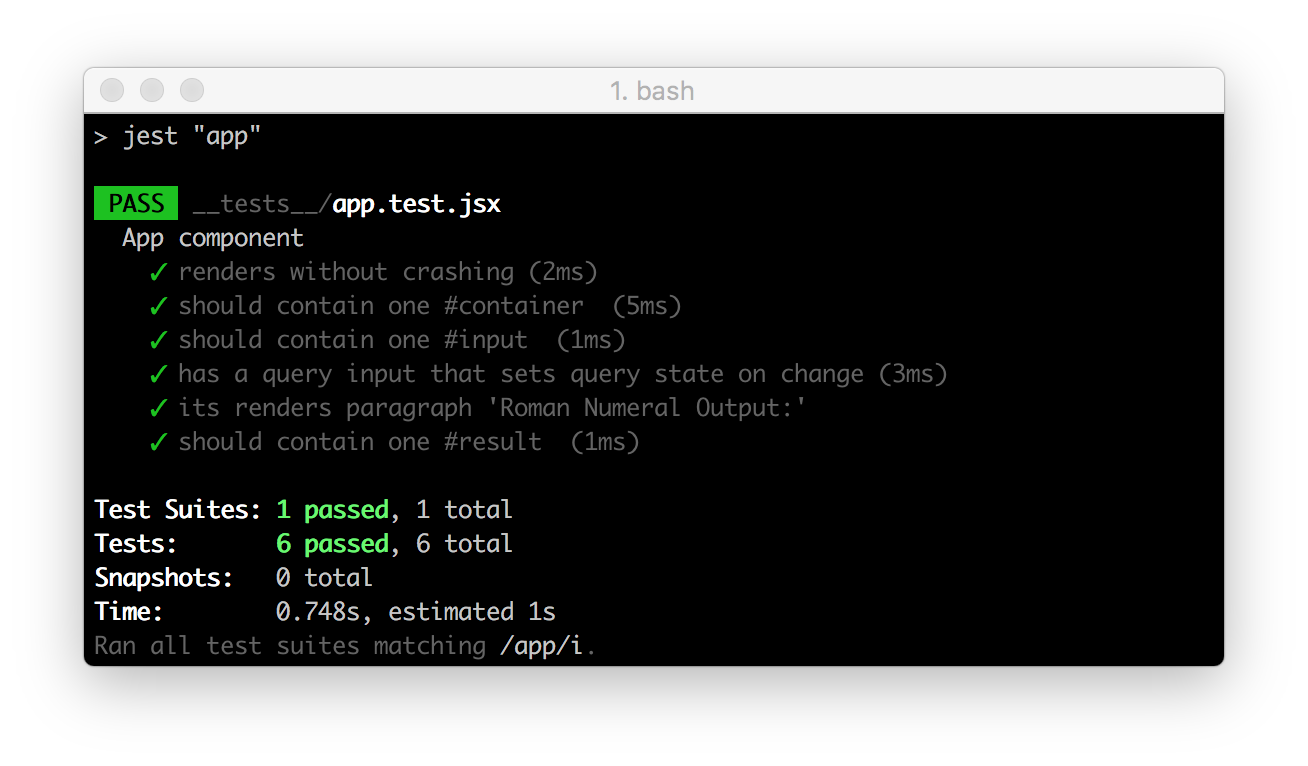 1. bash
> jest "app"
PASS __tests__/app.test.jsx
App component
✓ renders without crashing (2ms)
✓ should contain one #container  (5ms)
✓ should contain one #input  (1ms)
✓ has a query input that sets query state on change (3ms)
✓ its renders paragraph 'Roman Numeral Output:'
✓ should contain one #result  (1ms)
Test Suites: 1 passed, 1 total
Tests:       6 passed, 6 total
Snapshots:   0 total
Time:        0.748s, estimated 1s
Ran all test suites matching /app/i.